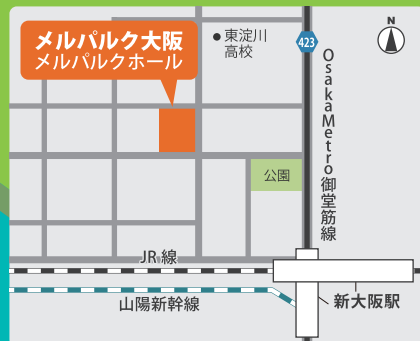 メルパルク大阪
メルパルクホール
東淀川
高校
423
N
OsakaMetro御堂筋線
公園
JR線
山陽新幹線
新大阪駅